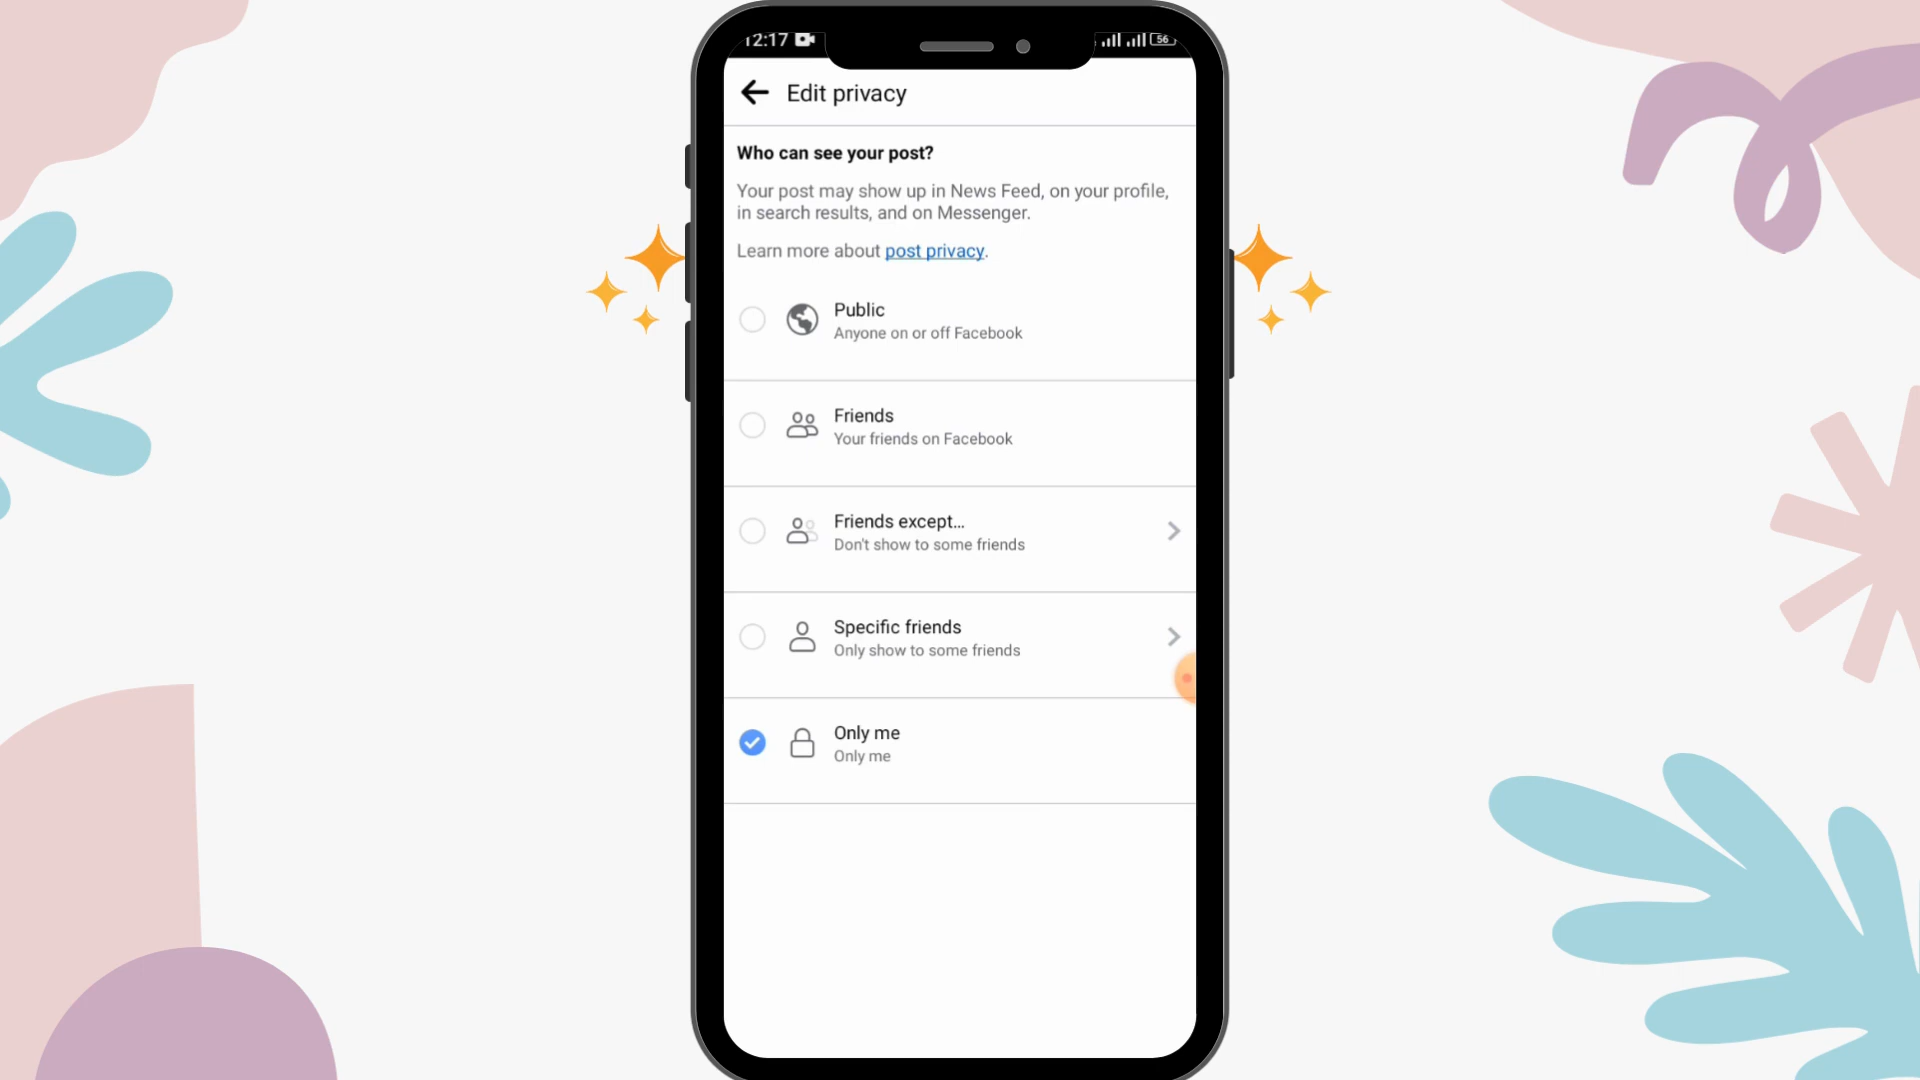 12:17 56
Edit privacy
Who can see your post?
Your post may show up in News Feed, on your profile,
in search results, and on Messenger.
Learn more about post privacy.
Public
Anyone on or off Facebook
Friends
Your friends on Facebook
Friends except...
Don't show to some friends
Specific friends
Only show to some friends
Only me
Only me